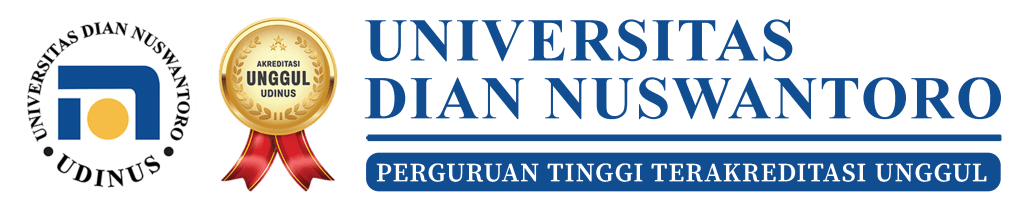 UNIVERSITAS DIAN NUSWANTORO
• UDINUS •
AKREDITASI
UNGGUL
UDINUS
UNIVERSITAS
DIAN NUSWANTORO
PERGURUAN TINGGI TERAKREDITASI UNGGUL